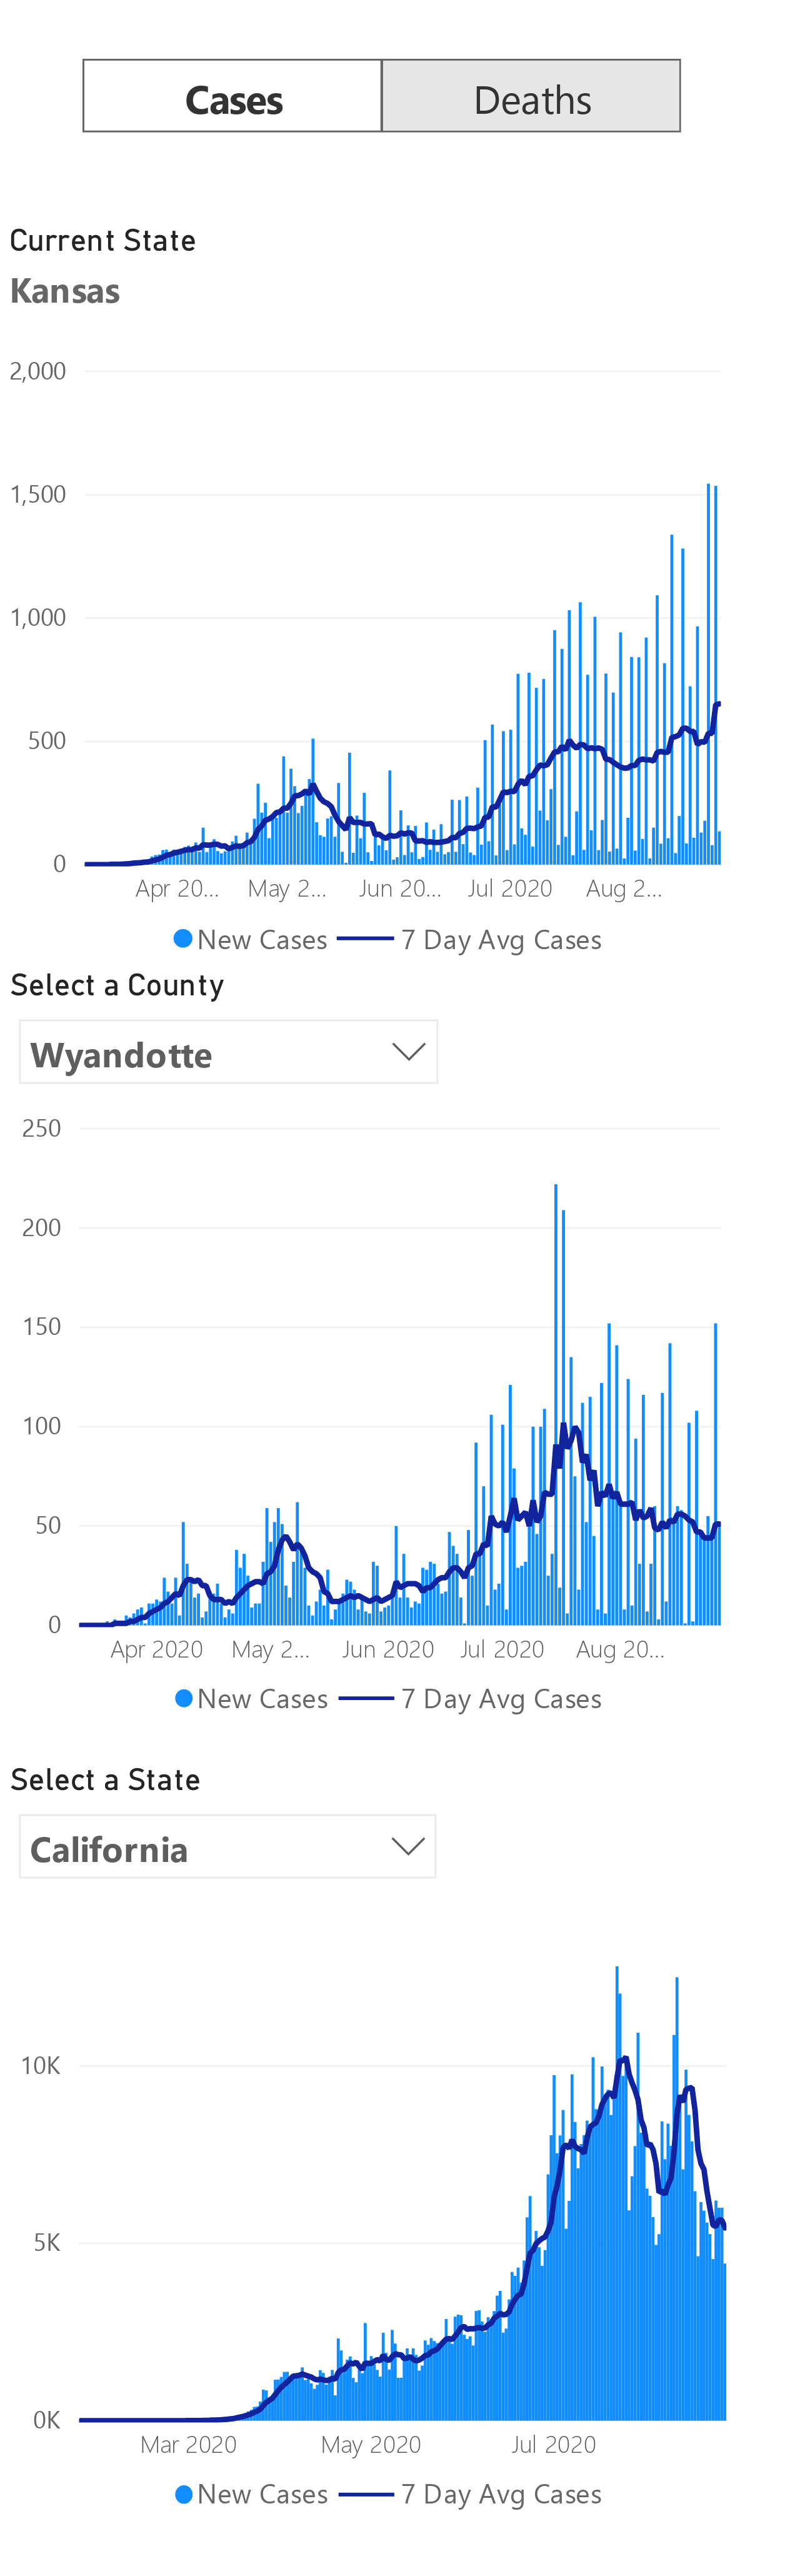 Cases Deaths
Current State
Kansas
2,000
1,500
1,000
500
0
Apr 20... May 2... Jun 20... Jul 2020 Aug 2...
New Cases 7 Day Avg Cases
Select a County
Wyandotte
250
200
150
100
50
0
Apr 2020 May 2... Jun 2020 Jul 2020 Aug 20...
New Cases 7 Day Avg Cases
Select a State
California
10K
5K
0K
Mar 2020 May 2020 Jul 2020
New Cases 7 Day Avg Cases